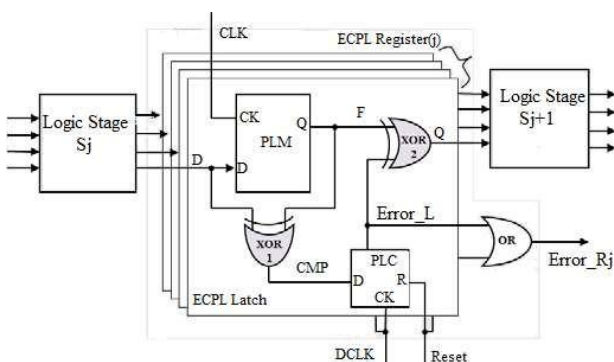 CLK
ECPL Register(j)
Logic Stage
Sj
Logic Stage
Sj+1
CK
Q
PLM
D
D
F
XOR
2
Q
XOR
1
CMP
Error_L
OR
Error_Rj
PLC
D
R
CK
ECPL Latch
DCLK
Reset